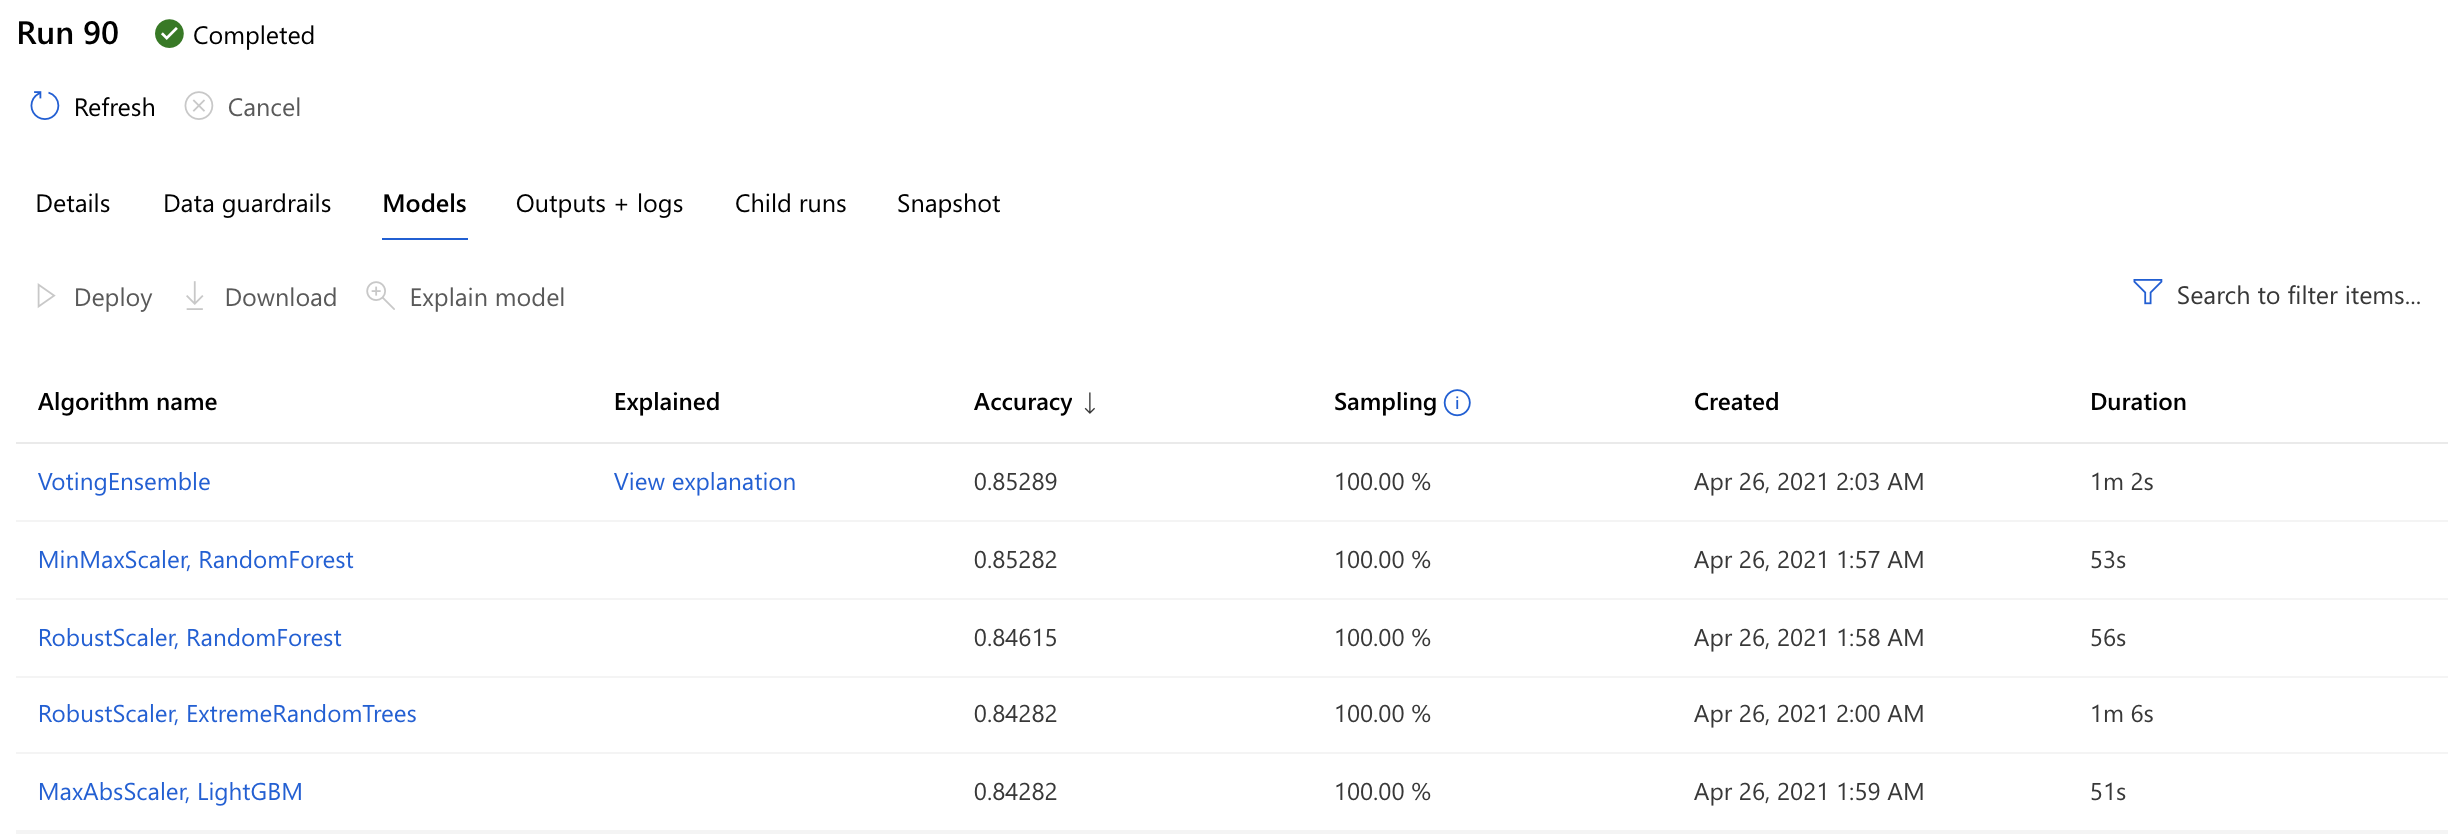 Run 90 Completed
Refresh Cancel
Details Data guardrails Models Outputs + logs Child runs Snapshot
Deploy Download Explain model Search to filter items...
Algorithm name Explained Accuracy ↓ Sampling i Created Duration
VotingEnsemble View explanation 0.85289 100.00 % Apr 26, 2021 2:03 AM 1m 2s
MinMaxScaler, RandomForest 0.85282 100.00 % Apr 26, 2021 1:57 AM 53s
RobustScaler, RandomForest 0.84615 100.00 % Apr 26, 2021 1:58 AM 56s
RobustScaler, ExtremeRandomTrees 0.84282 100.00 % Apr 26, 2021 2:00 AM 1m 6s
MaxAbsScaler, LightGBM 0.84282 100.00 % Apr 26, 2021 1:59 AM 51s